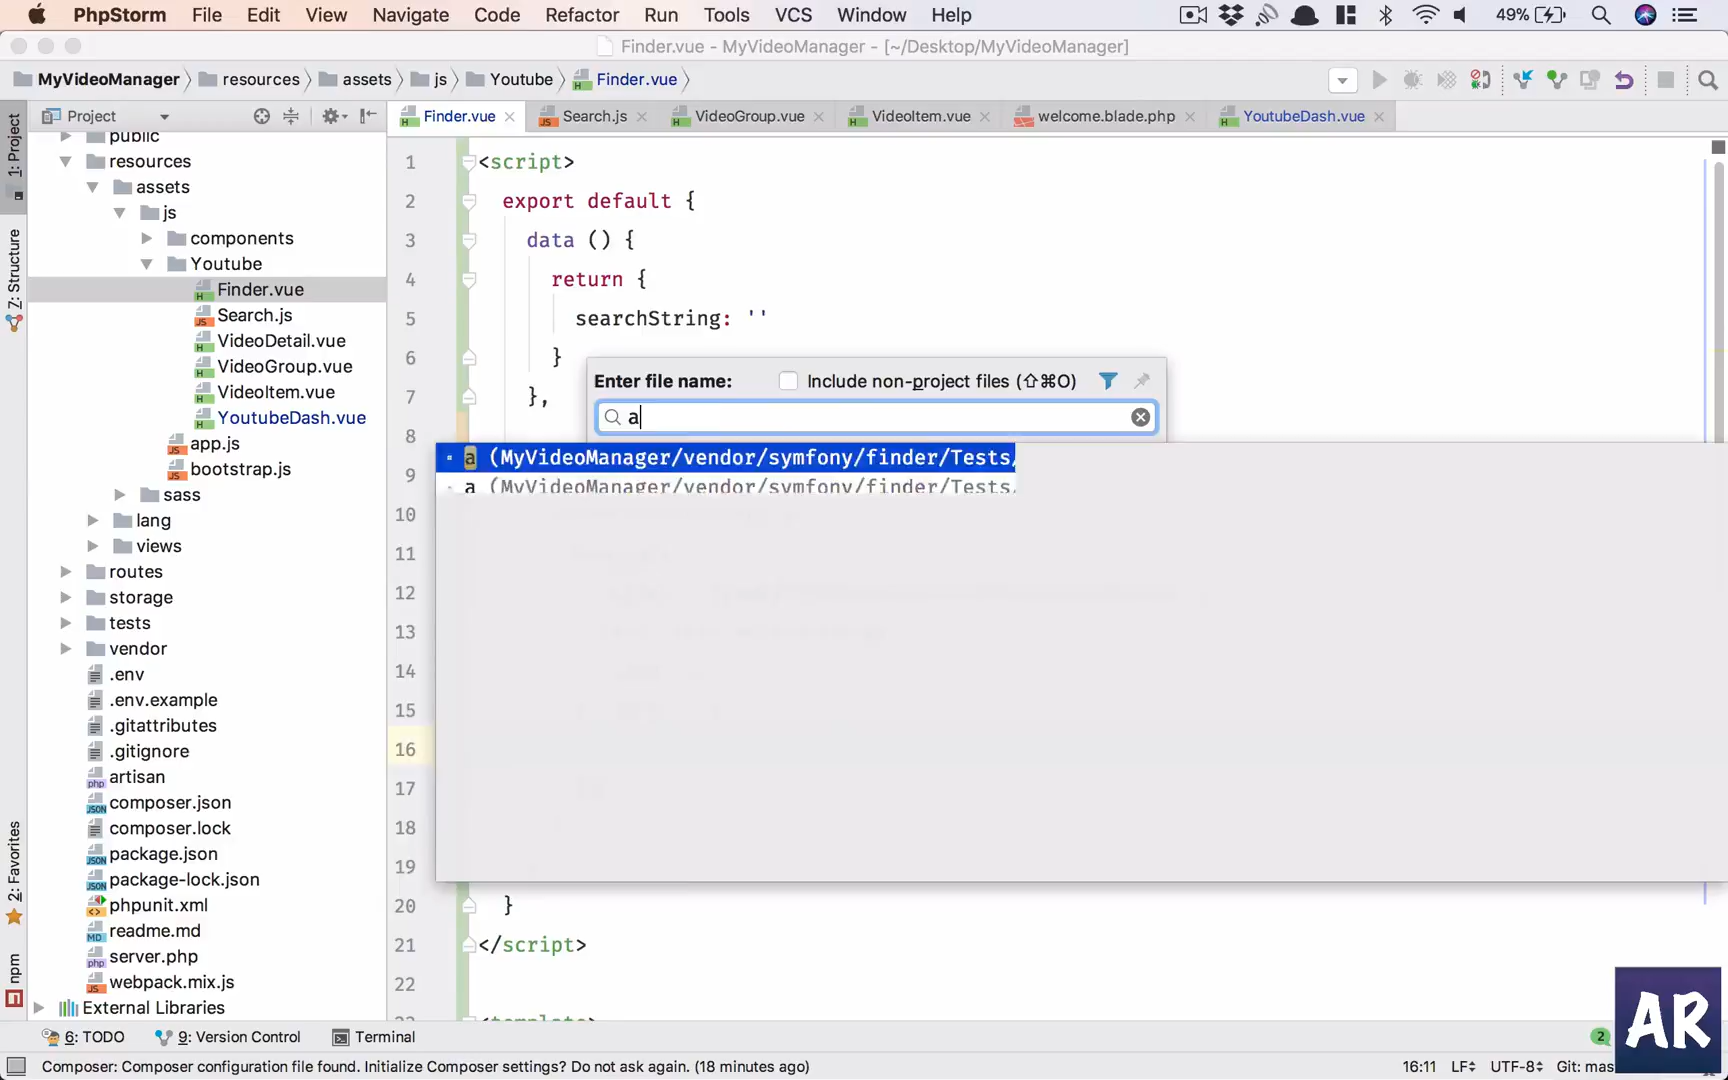 PhpStorm File Edit View Navigate Code Refactor Run Tools VCS Window Help 49%
Finder.vue - MyVideoManager - [~/Desktop/MyVideoManager]
MyVideoManager resources assets js Youtube Finder.vue
Project
Finder.vue Search.js VideoGroup.vue VideoItem.vue welcome.blade.php YoutubeDash.vue
1: Project
7: Structure
2: Favorites
npm
public
resources
assets
js
components
Youtube
Finder.vue
Search.js
VideoDetail.vue
VideoGroup.vue
VideoItem.vue
YoutubeDash.vue
app.js
bootstrap.js
sass
lang
views
routes
storage
tests
vendor
.env
.env.example
.gitattributes
.gitignore
artisan
composer.json
composer.lock
package.json
package-lock.json
phpunit.xml
readme.md
server.php
webpack.mix.js
External Libraries
1 <script>
2 export default {
3 data () {
4 return {
5 searchString: ''
6 }
7 },
8
9
10
11
12
13
14
15
16
17
18
19
20 }
21 </script>
22
23 <template>
Enter file name: Include non-project files (⇧⌘O)
a
a (MyVideoManager/vendor/symfony/finder/Tests/
a (MyVideoManager/vendor/symfony/finder/Tests/
6: TODO 9: Version Control Terminal 2
Composer: Composer configuration file found. Initialize Composer settings? Do not ask again. (18 minutes ago) 16:11 LF UTF-8 Git: mas
AR